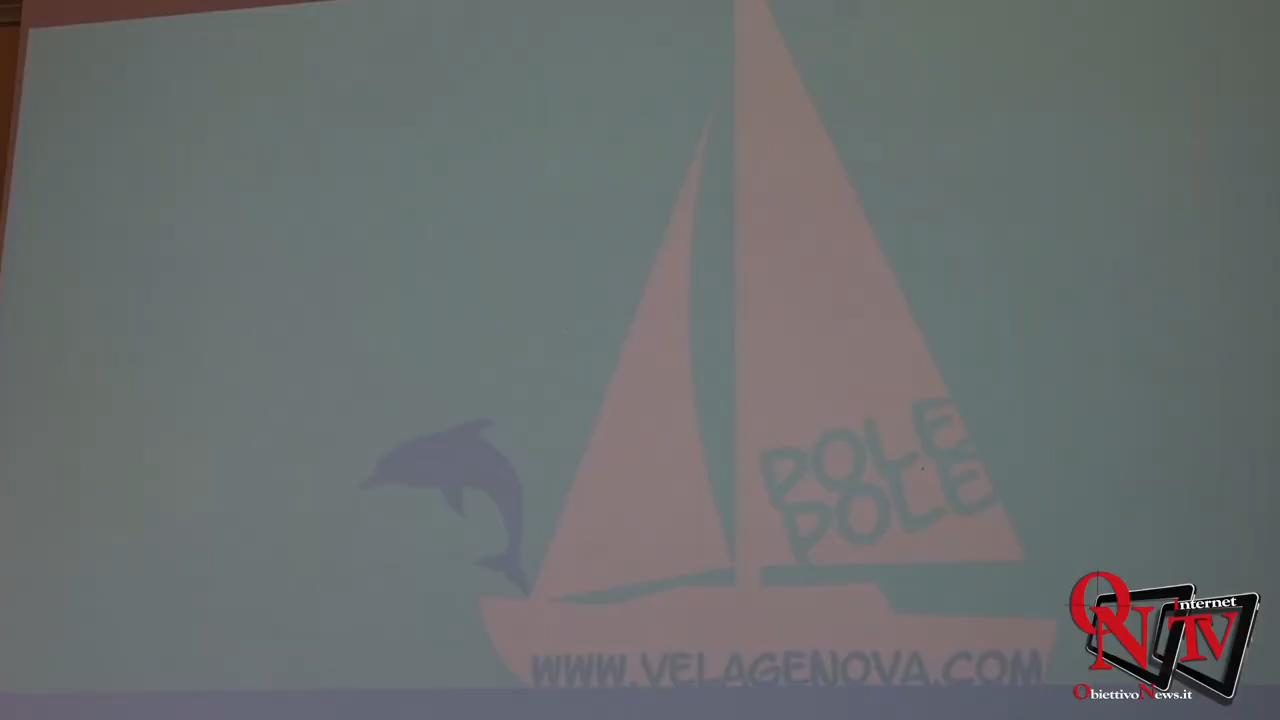 POLE
POLE
WWW.VELAGENOVA.COM
ON Internet
TV
ObiettivoNews.it